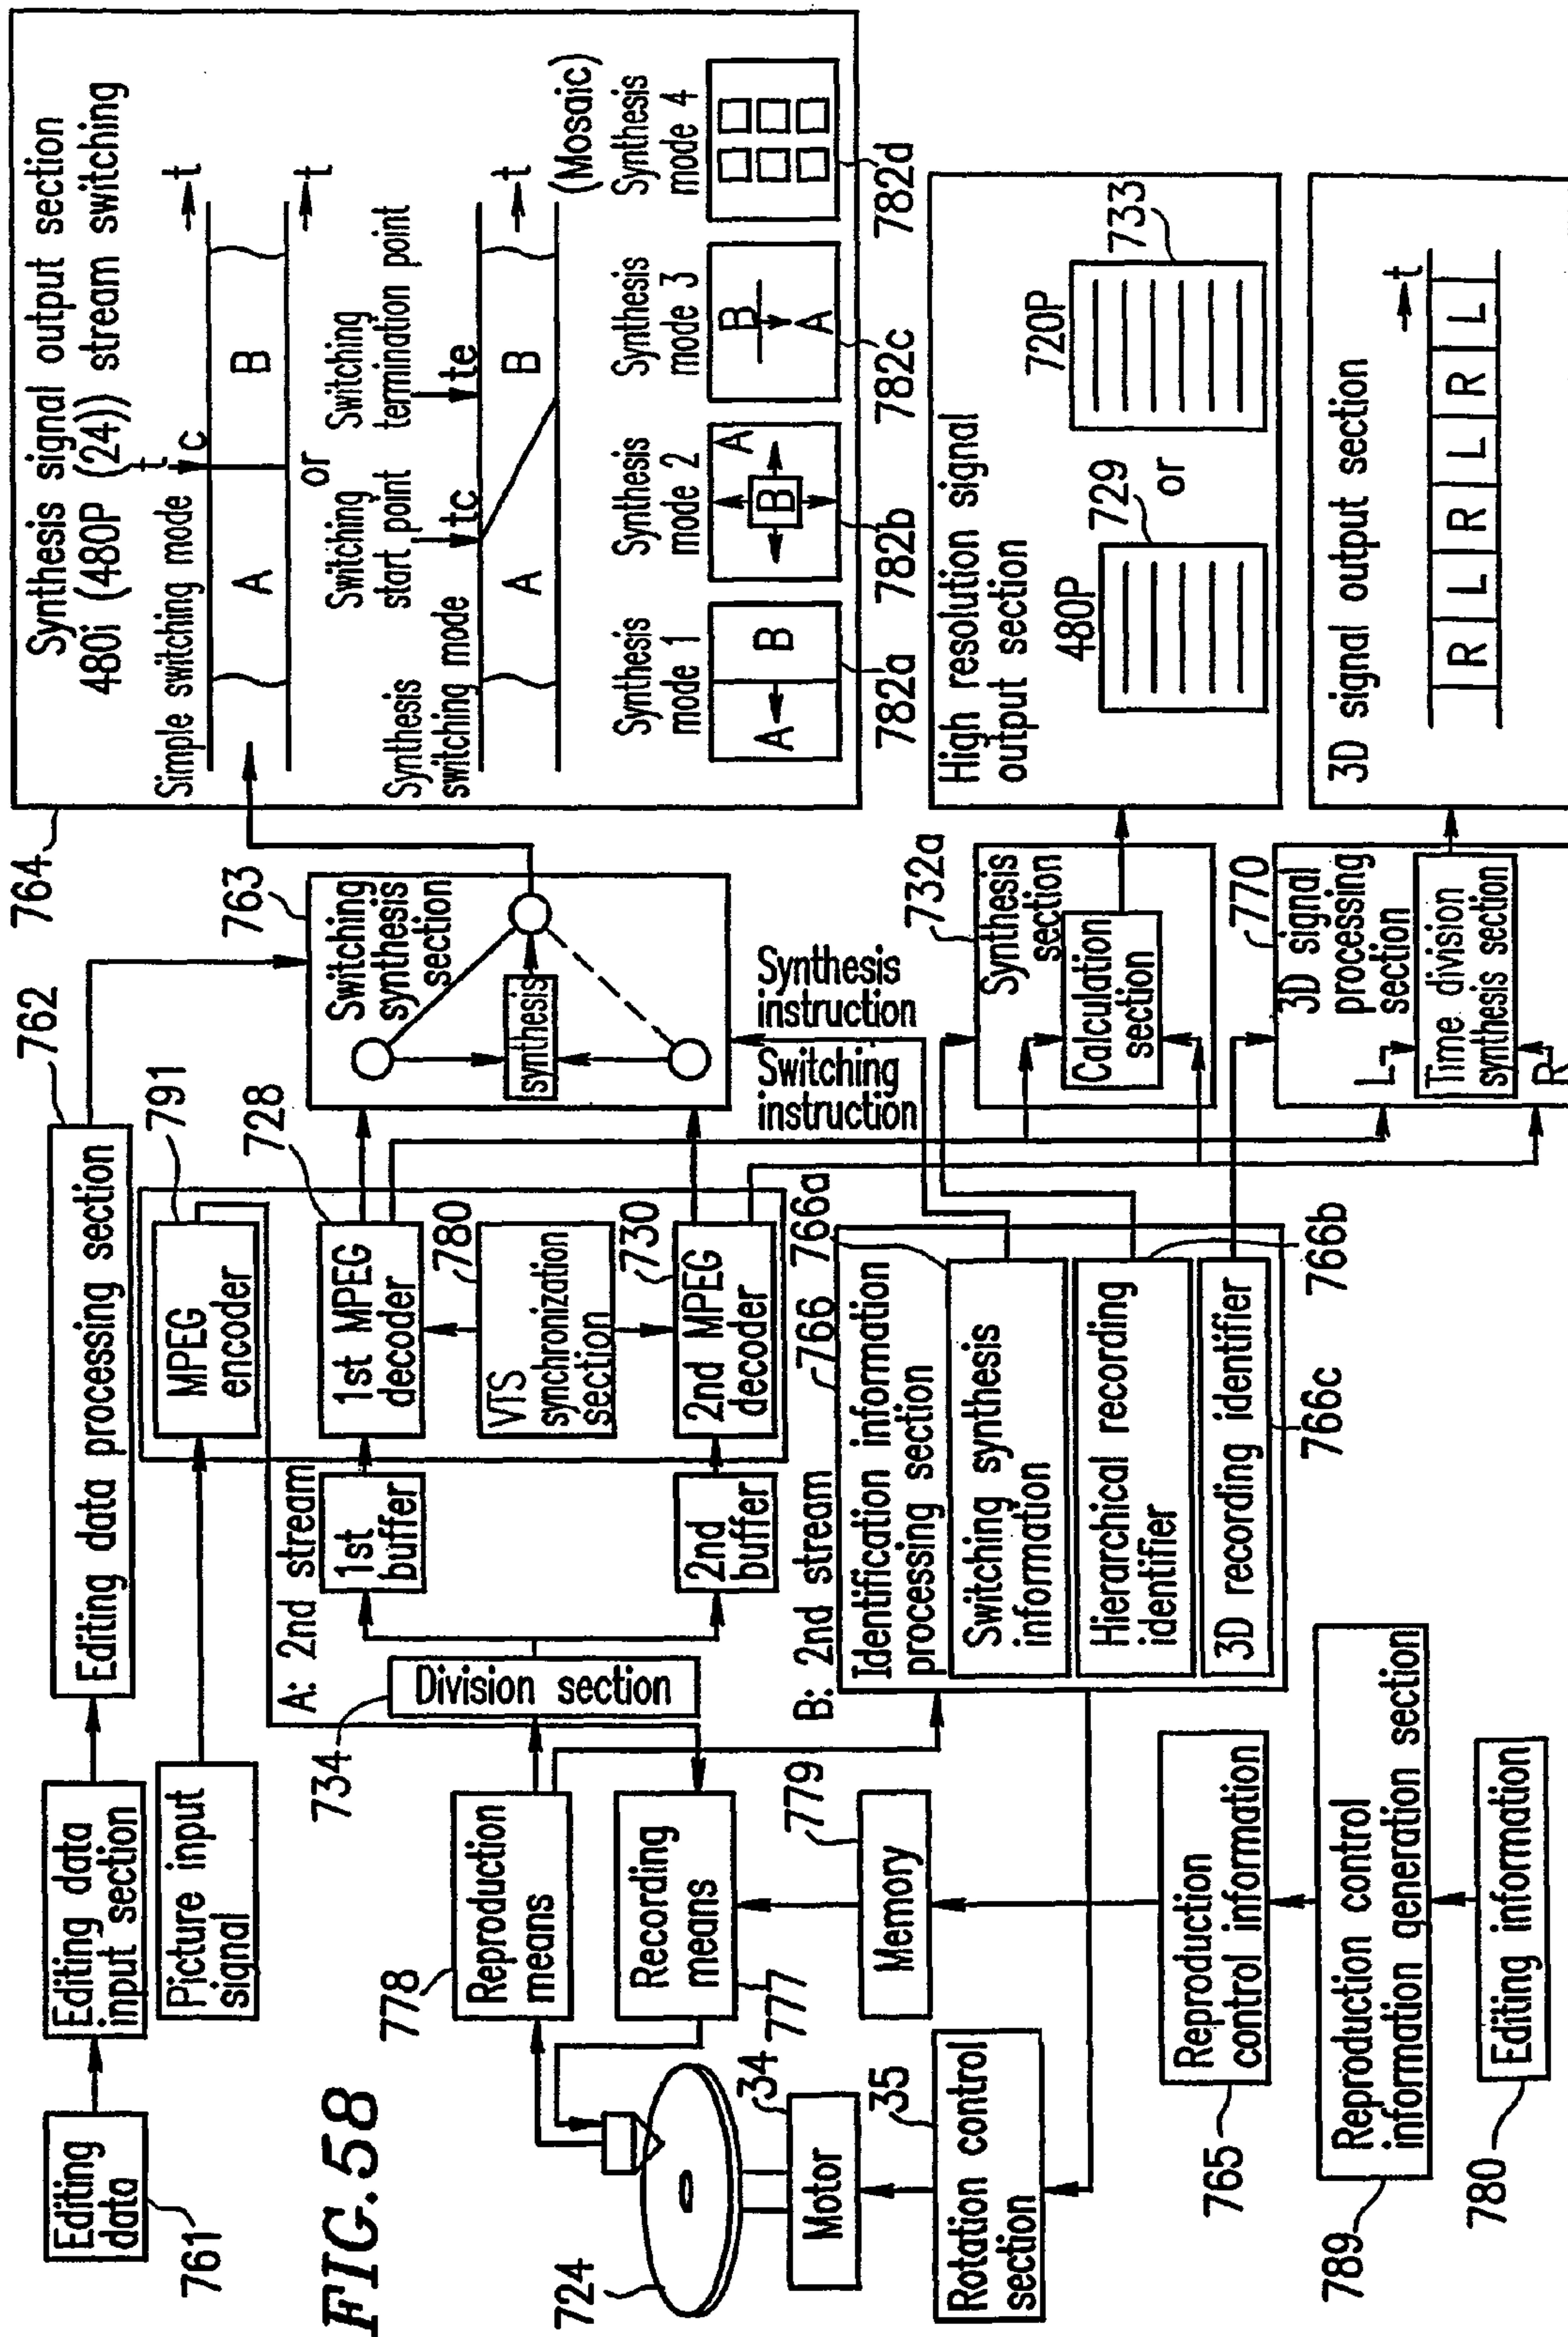 FIG.58
Editing
data
761
Editing data
input section
Editing data processing section
762
Picture input
signal
MPEG
encoder
791
A: 2nd stream
1st
buffer
1st MPEG
decoder
728
VTS
synchronization
section
780
2nd
buffer
2nd MPEG
decoder
730
B: 2nd stream
734
Division section
778
Reproduction
means
Recording
means
777
724
34
Motor
35
Rotation control
section
779
Memory
765
Reproduction
control information
789
Reproduction control
information generation section
780
Editing information
766
Identification information
processing section
766a
Switching synthesis
information
766b
Hierarchical recording
identifier
3D recording identifier
766c
763
Switching
synthesis
section
synthesis
Synthesis
instruction
Switching
instruction
732a
Synthesis
section
Calculation
section
770
3D signal
processing
section
L
Time division
synthesis section
R
764
Synthesis signal output section
480i (480P (24)) stream switching
Simple switching mode
t c
A
B
t
t
or
Synthesis
switching mode
Switching
start point
tc
Switching
termination point
te
A
B
t
Synthesis
mode 1
A
B
782a
Synthesis
mode 2
B
A
782b
Synthesis
mode 3
B
A
782c
(Mosaic)
Synthesis
mode 4
782d
High resolution signal
output section
480P
729
or
720P
733
3D signal output section
R L R L R L
t